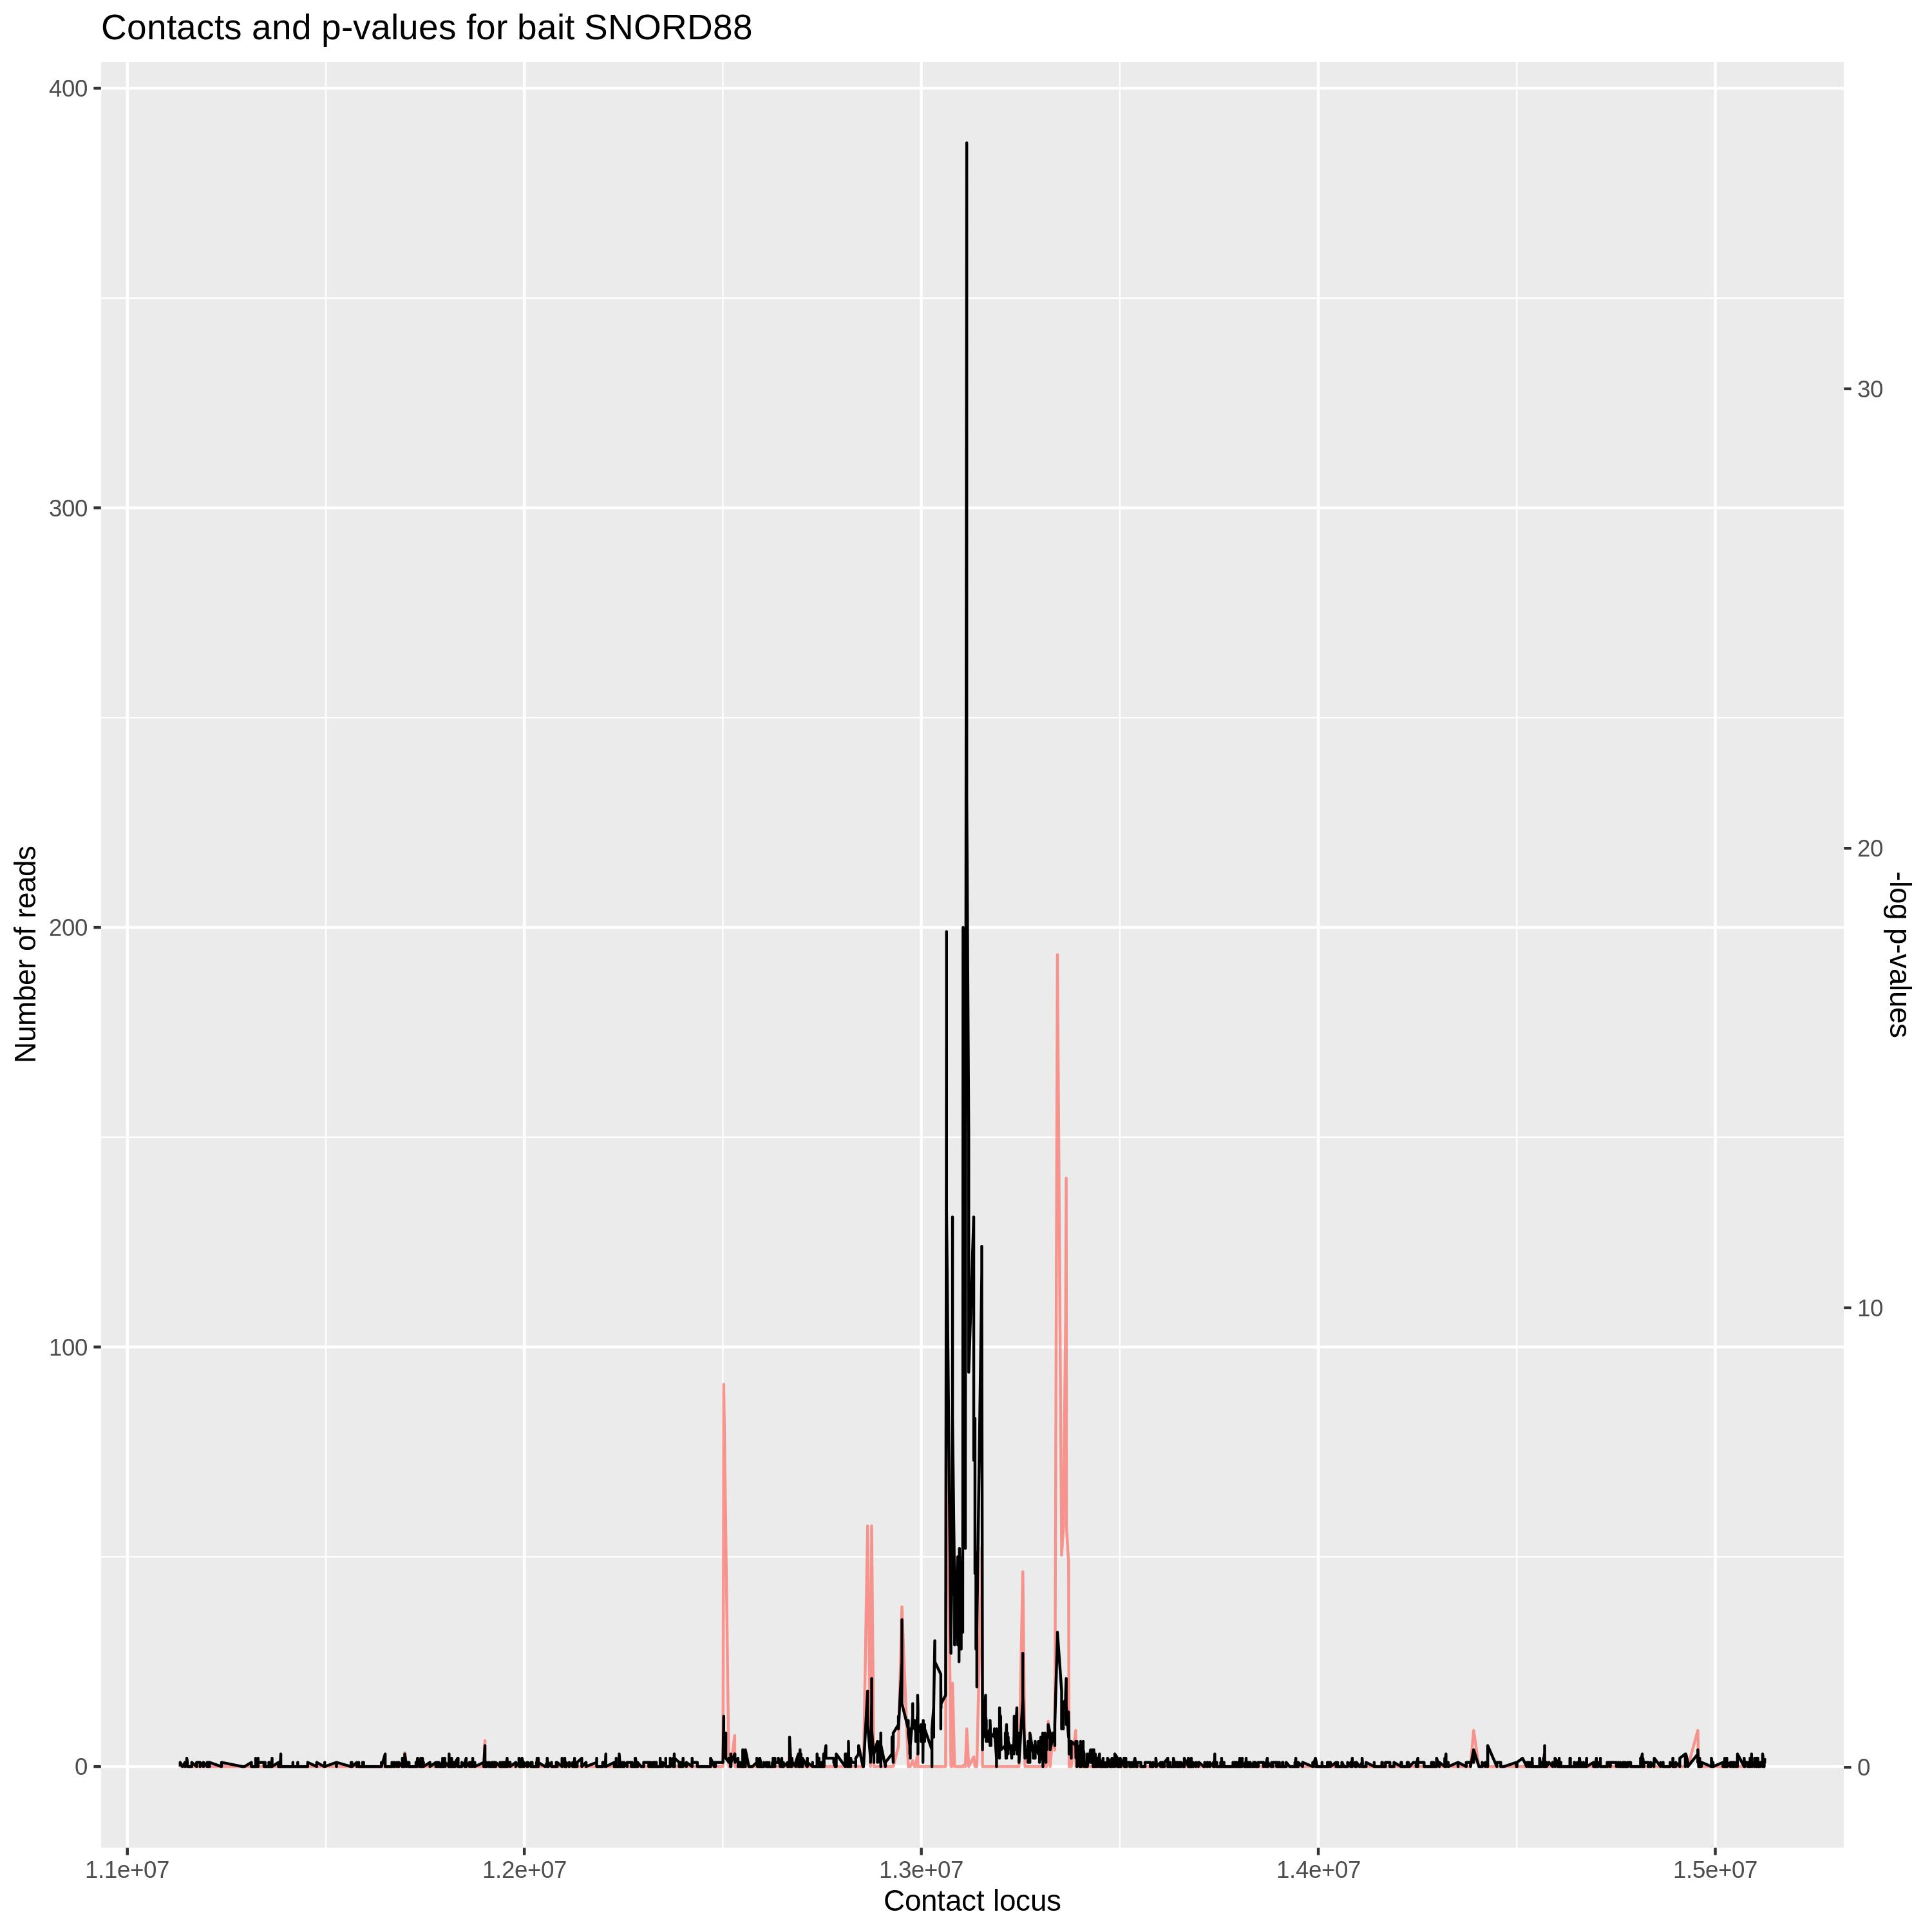 Contacts and p-values for bait SNORD88
400
300
200
100
0
Number of reads
30
20
10
0
-log p-values
1.1e+07
1.2e+07
1.3e+07
1.4e+07
1.5e+07
Contact locus